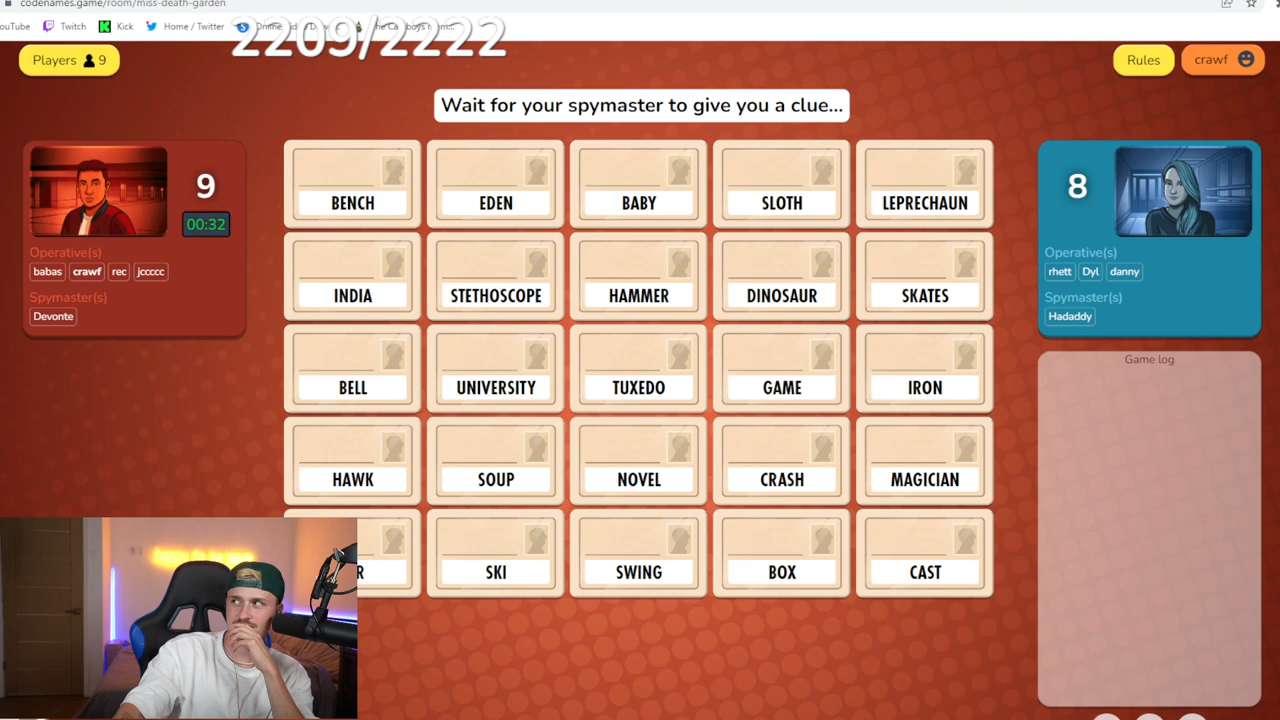 codenames.game/room/miss-death-garden
ouTube Twitch Kick Home / Twitter
2209/2222
Players 9
Rules
crawf
Wait for your spymaster to give you a clue...
9
00:32
Operative(s)
babas crawf rec jccccc
Spymaster(s)
Devonte
8
Operative(s)
rhett Dyl danny
Spymaster(s)
Hadaddy
Game log
BENCH EDEN BABY SLOTH LEPRECHAUN
INDIA STETHOSCOPE HAMMER DINOSAUR SKATES
BELL UNIVERSITY TUXEDO GAME IRON
HAWK SOUP NOVEL CRASH MAGICIAN
R SKI SWING BOX CAST